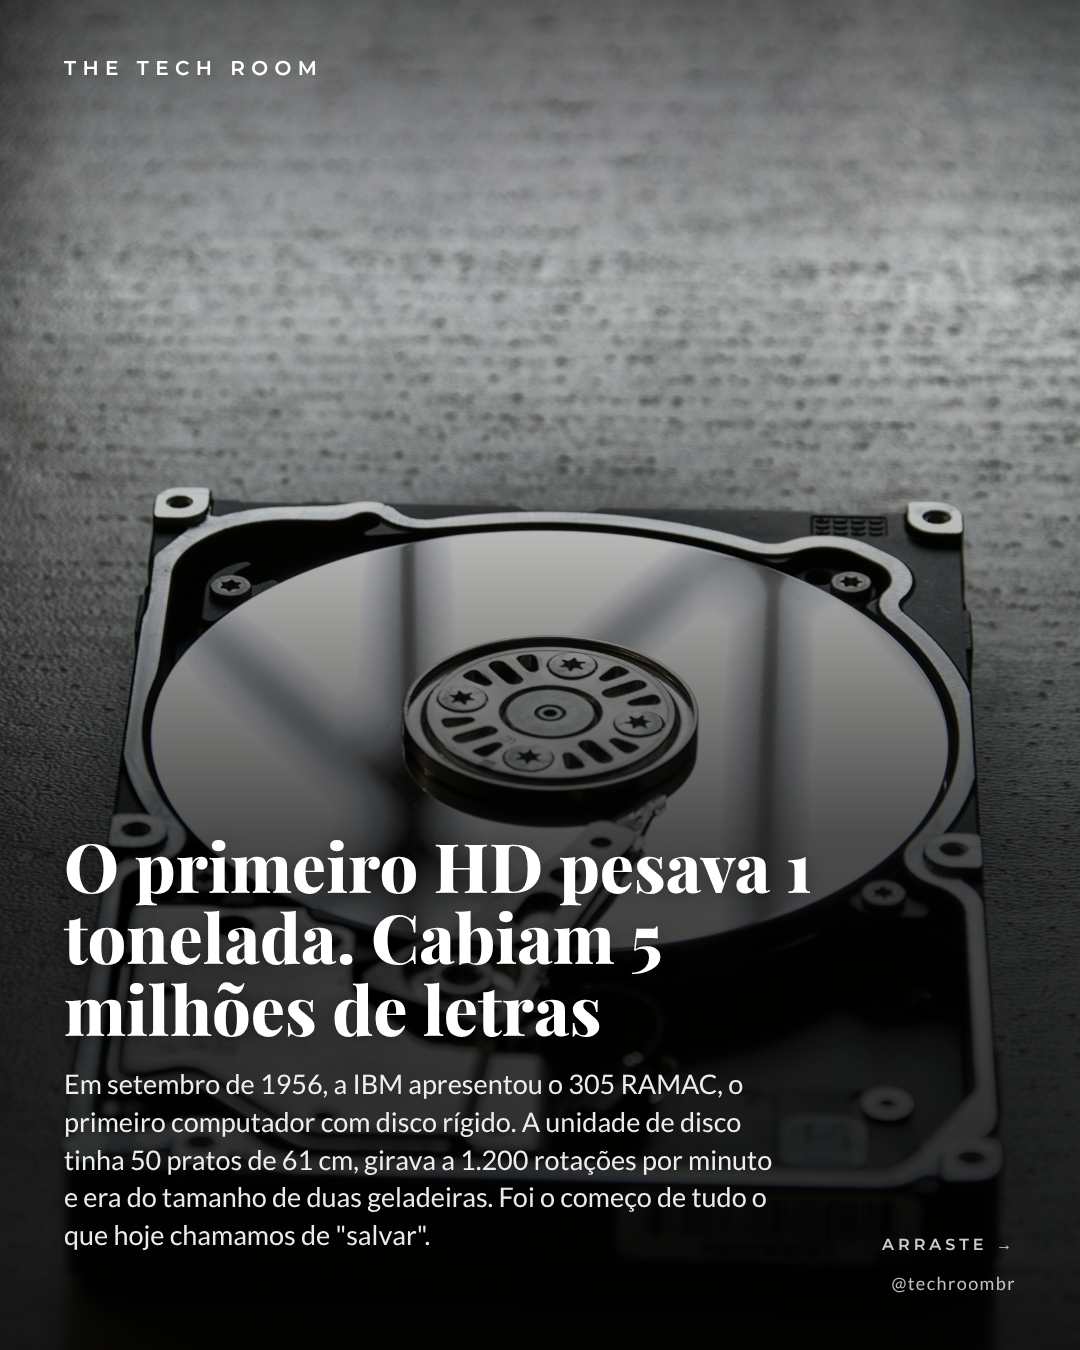 THE TECH ROOM
O primeiro HD pesava 1
tonelada. Cabiam 5
milhões de letras
Em setembro de 1956, a IBM apresentou o 305 RAMAC, o
primeiro computador com disco rígido. A unidade de disco
tinha 50 pratos de 61 cm, girava a 1.200 rotações por minuto
e era do tamanho de duas geladeiras. Foi o começo de tudo o
que hoje chamamos de "salvar".
ARRASTE →
@techroombr